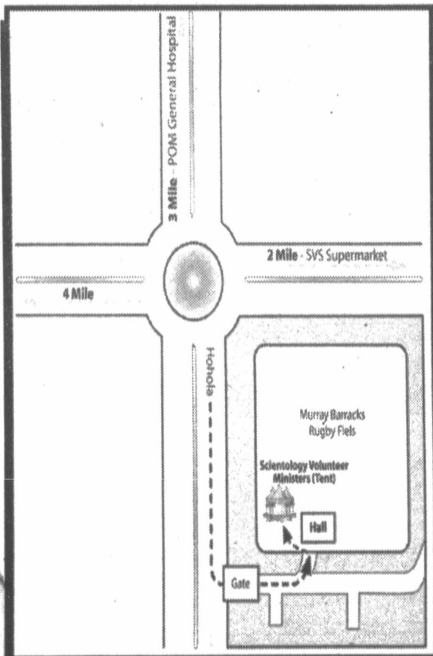 3 Mile - POM General Hospital
2 Mile - SVS Supermarket
4 Mile
Hohola
Murray Barracks
Rugby Fiels
Scientology Volunteer
Ministers (Tent)
Hall
Gate